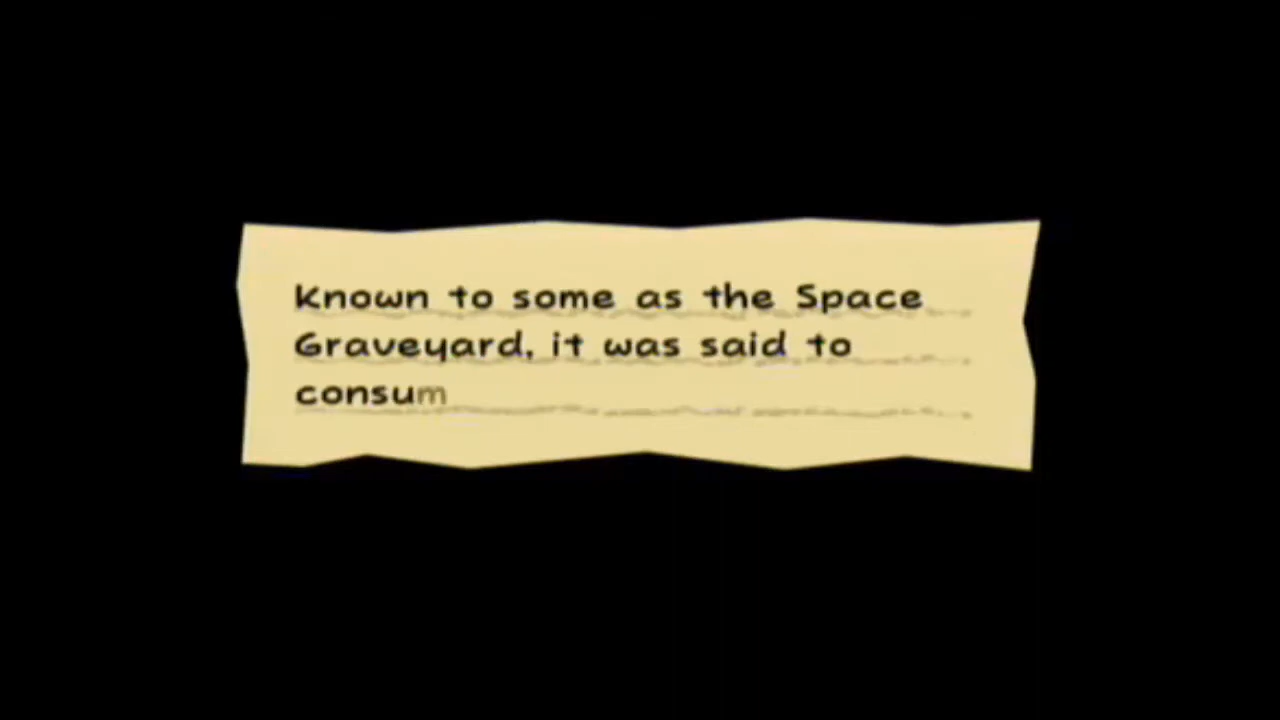 Known to some as the Space
Graveyard, it was said to
consum